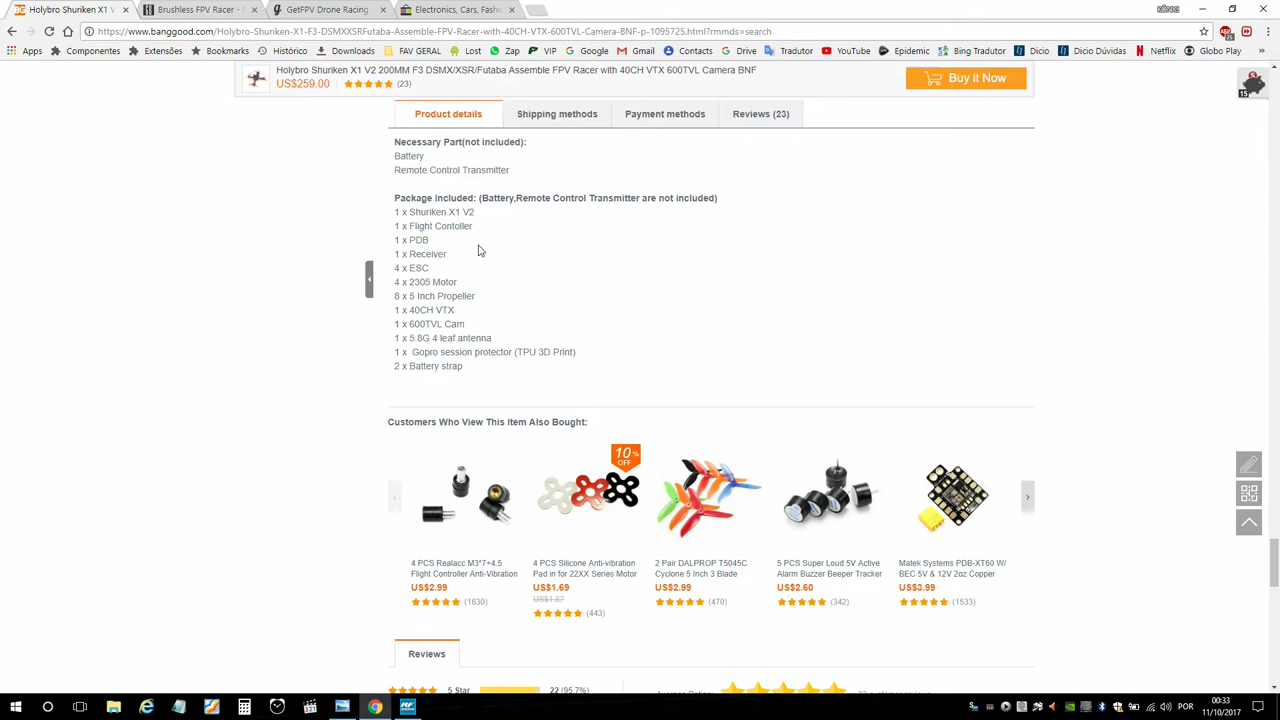 Holybro Shuriken X1 V
Brushless FPV Racer - E
GetFPV Drone Racing
Electronics, Cars, Fashi
KÖNIG
https://www.banggood.com/Holybro-Shuriken-X1-F3-DSMXXSRFutaba-Assemble-FPV-Racer-with-40CH-VTX-600TVL-Camera-BNF-p-1095725.html?rmmds=search
Apps Componentes Extensões Bookmarks Histórico Downloads FAV GERAL Post Lost Zap VIP Google Gmail Contacts Drive Tradutor YouTube Epidemic Bing Tradutor Dicio Dicio Dúvidas Netflix Globo Play »
Holybro Shuriken X1 V2 200MM F3 DSMX/XSR/Futaba Assemble FPV Racer with 40CH VTX 600TVL Camera BNF
US$259.00 (23)
Buy it Now
15
Product details Shipping methods Payment methods Reviews (23)
Necessary Part(not included):
Battery
Remote Control Transmitter
Package Included: (Battery,Remote Control Transmitter are not included)
1 x Shuriken X1 V2
1 x Flight Contoller
1 x PDB
1 x Receiver
4 x ESC
4 x 2305 Motor
8 x 5 Inch Propeller
1 x 40CH VTX
1 x 600TVL Cam
1 x 5.8G 4 leaf antenna
1 x Gopro session protector (TPU 3D Print)
2 x Battery strap
Customers Who View This Item Also Bought:
10 %
OFF
4 PCS Realacc M3*7+4.5
Flight Controller Anti-Vibration
US$2.99
(1630)
4 PCS Silicone Anti-vibration
Pad in for 22XX Series Motor
US$1.69
US$1.87
(443)
2 Pair DALPROP T5045C
Cyclone 5 Inch 3 Blade
US$2.99
(470)
5 PCS Super Loud 5V Active
Alarm Buzzer Beeper Tracker
US$2.60
(342)
Matek Systems PDB-XT60 W/
BEC 5V & 12V 2oz Copper
US$3.99
(1533)
Reviews
5 Star 22 (95.7%)
POR
00:33
11/10/2017